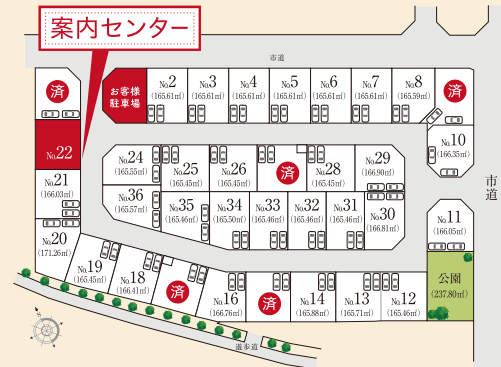 案内センター
市道
済
お客様
駐車場
No.2
(165.61㎡)
No.3
(165.61㎡)
No.4
(165.61㎡)
No.5
(165.61㎡)
No.6
(165.61㎡)
No.7
(165.61㎡)
No.8
(165.59㎡)
済
No.10
(166.35㎡)
No.22
No.21
(166.03㎡)
No.20
(171.26㎡)
No.24
(165.55㎡)
No.25
(165.45㎡)
No.26
(165.45㎡)
済
No.28
(165.45㎡)
No.29
(166.90㎡)
No.36
(165.57㎡)
No.35
(165.46㎡)
No.34
(165.50㎡)
No.33
(165.46㎡)
No.32
(165.46㎡)
No.31
(165.46㎡)
No.30
(166.81㎡)
市道
No.11
(166.05㎡)
公園
(237.80㎡)
No.19
(165.45㎡)
No.18
(166.41㎡)
済
No.16
(166.76㎡)
済
No.14
(165.88㎡)
No.13
(165.71㎡)
No.12
(165.46㎡)
遊歩道